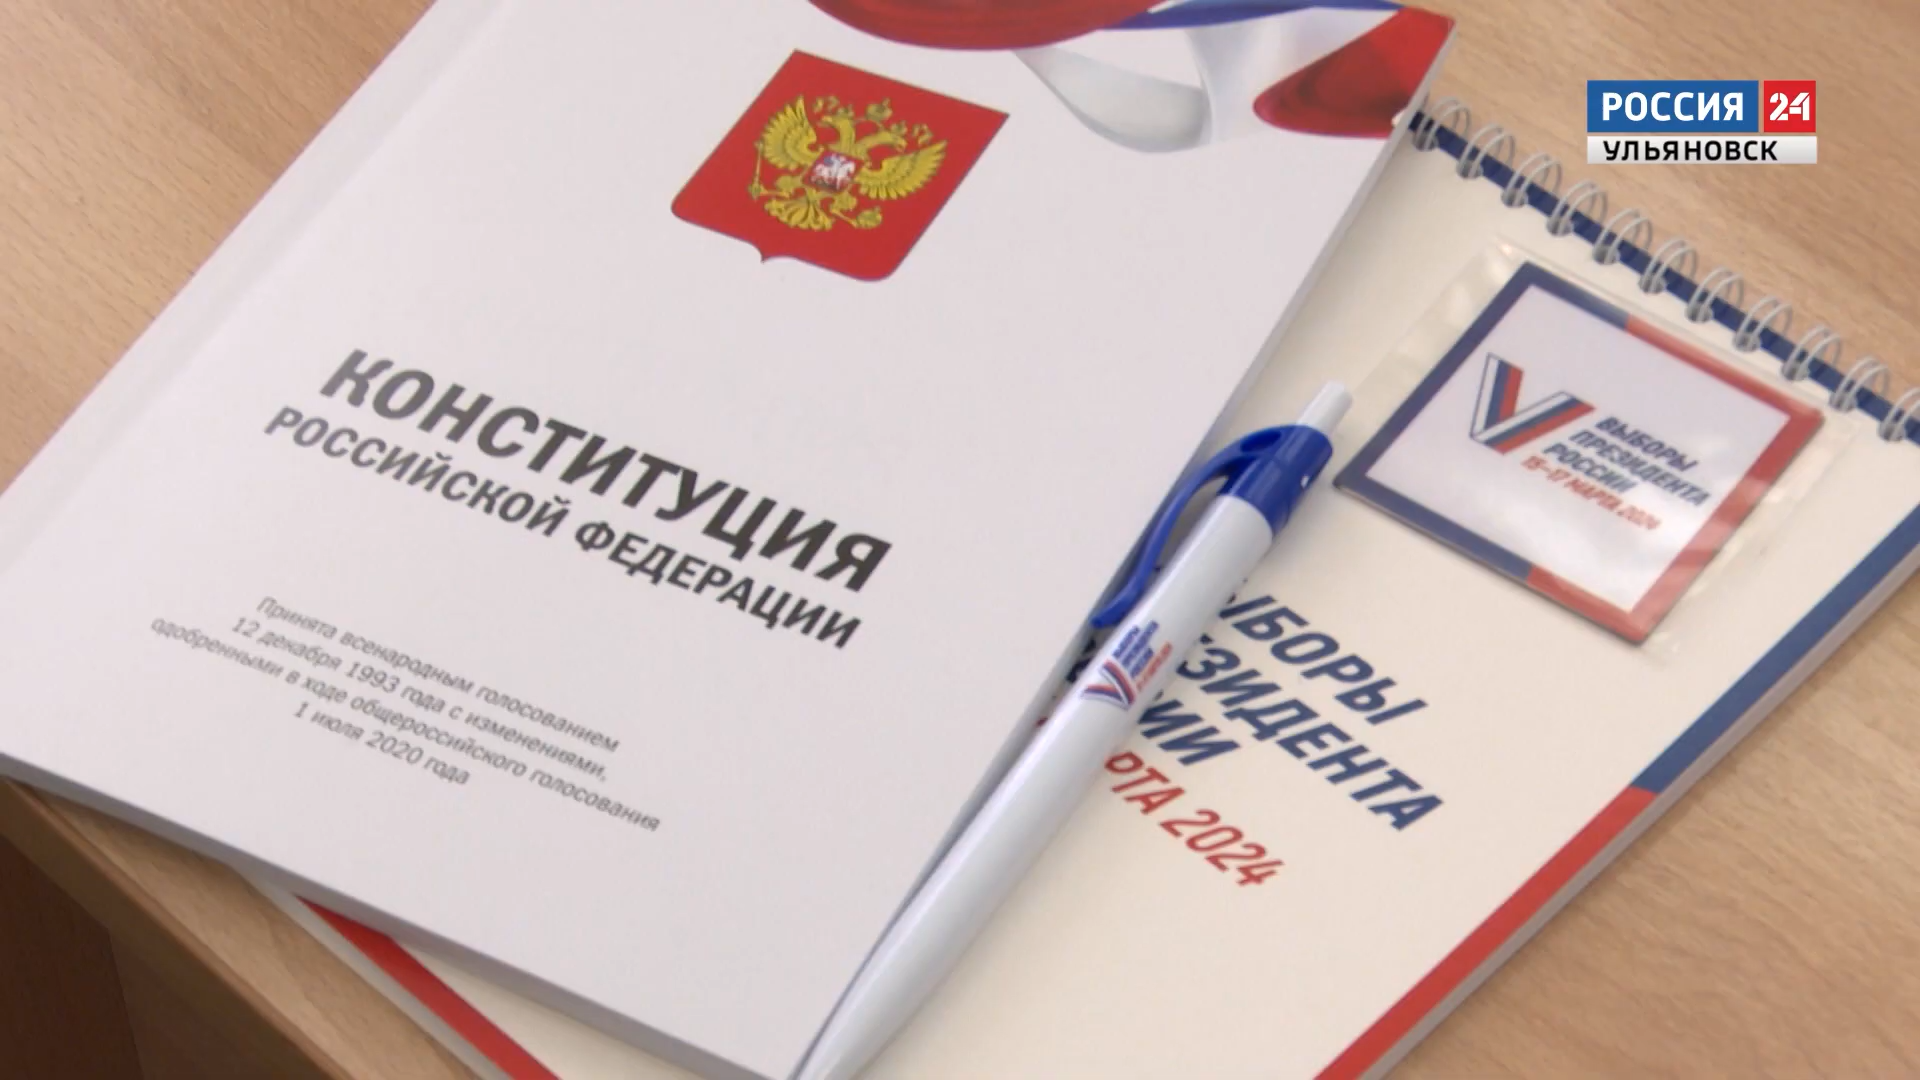 РОССИЯ 24
УЛЬЯНОВСК
КОНСТИТУЦИЯ
РОССИЙСКОЙ ФЕДЕРАЦИИ
Принята всенародным голосованием
12 декабря 1993 года с изменениями,
одобренными в ходе общероссийского голосования
1 июля 2020 года
ВЫБОРЫ
ПРЕЗИДЕНТА
РОССИИ
15–17 МАРТА 2024
ЫБОРЫ
ЗИДЕНТА
ИИ
РТА 2024